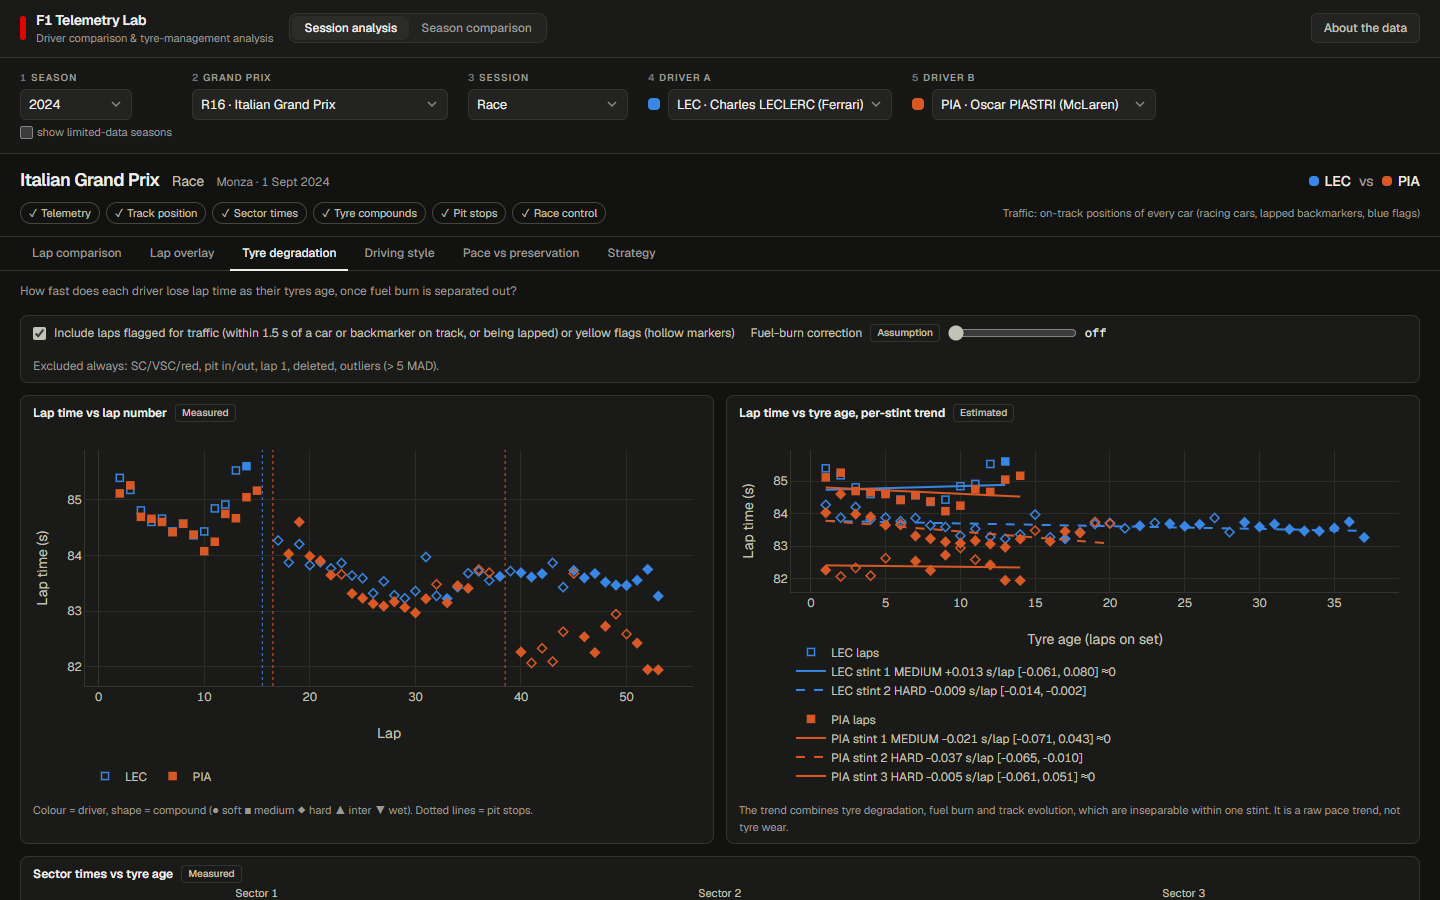 F1 Telemetry Lab
Driver comparison & tyre-management analysis
Session analysis
Season comparison
About the data
1 SEASON
2024
show limited-data seasons
2 GRAND PRIX
R16 · Italian Grand Prix
3 SESSION
Race
4 DRIVER A
LEC · Charles LECLERC (Ferrari)
5 DRIVER B
PIA · Oscar PIASTRI (McLaren)
Italian Grand Prix Race Monza · 1 Sept 2024
LEC vs PIA
✓ Telemetry
✓ Track position
✓ Sector times
✓ Tyre compounds
✓ Pit stops
✓ Race control
Traffic: on-track positions of every car (racing cars, lapped backmarkers, blue flags)
Lap comparison
Lap overlay
Tyre degradation
Driving style
Pace vs preservation
Strategy
How fast does each driver lose lap time as their tyres age, once fuel burn is separated out?
Include laps flagged for traffic (within 1.5 s of a car or backmarker on track, or being lapped) or yellow flags (hollow markers)
Fuel-burn correction Assumption off
Excluded always: SC/VSC/red, pit in/out, lap 1, deleted, outliers (> 5 MAD).
Lap time vs lap number Measured
Lap time (s)
85
84
83
82
0 10 20 30 40 50
Lap
LEC PIA
Colour = driver, shape = compound (● soft ■ medium ◆ hard ▲ inter ▼ wet). Dotted lines = pit stops.
Lap time vs tyre age, per-stint trend Estimated
Lap time (s)
85
84
83
82
0 5 10 15 20 25 30 35
Tyre age (laps on set)
LEC laps
LEC stint 1 MEDIUM +0.013 s/lap [-0.061, 0.080] ≈0
LEC stint 2 HARD -0.009 s/lap [-0.014, -0.002]
PIA laps
PIA stint 1 MEDIUM -0.021 s/lap [-0.071, 0.043] ≈0
PIA stint 2 HARD -0.037 s/lap [-0.065, -0.010]
PIA stint 3 HARD -0.005 s/lap [-0.061, 0.051] ≈0
The trend combines tyre degradation, fuel burn and track evolution, which are inseparable within one stint. It is a raw pace trend, not
tyre wear.
Sector times vs tyre age Measured
Sector 1
Sector 2
Sector 3